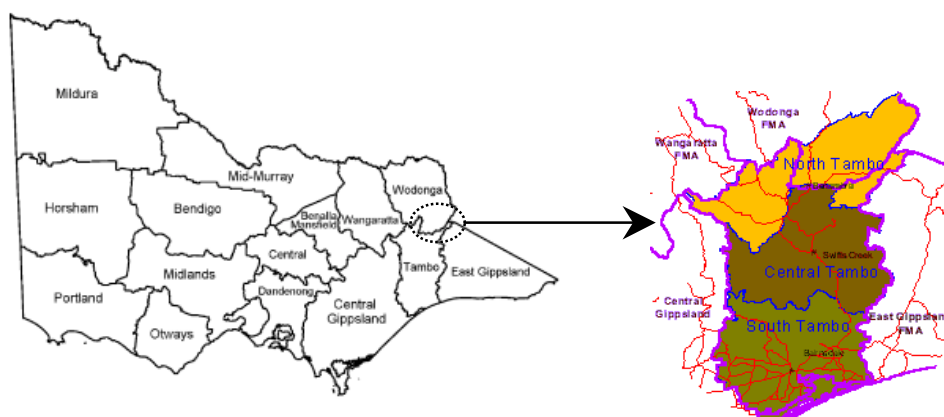 Mildura
Mid-Murray
Wodonga
Horsham
Bendigo
Benalla
Mansfield
Wangaratta
Central
Midlands
Tambo
East Gippsland
Portland
Dandenong
Central
Gippsland
Otways
Wodonga
FMA
Wangaratta
FMA
North Tambo
Swifts Creek
Central Tambo
Central
Gippsland
South Tambo
East Gippsland
FMA
Bairnsdale